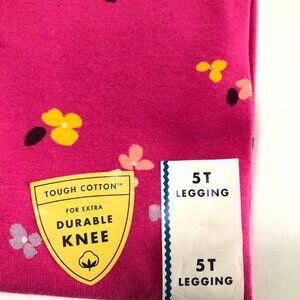 TOUGH COTTON™
FOR EXTRA
DURABLE
KNEE
5T
LEGGING
5T
LEGGING